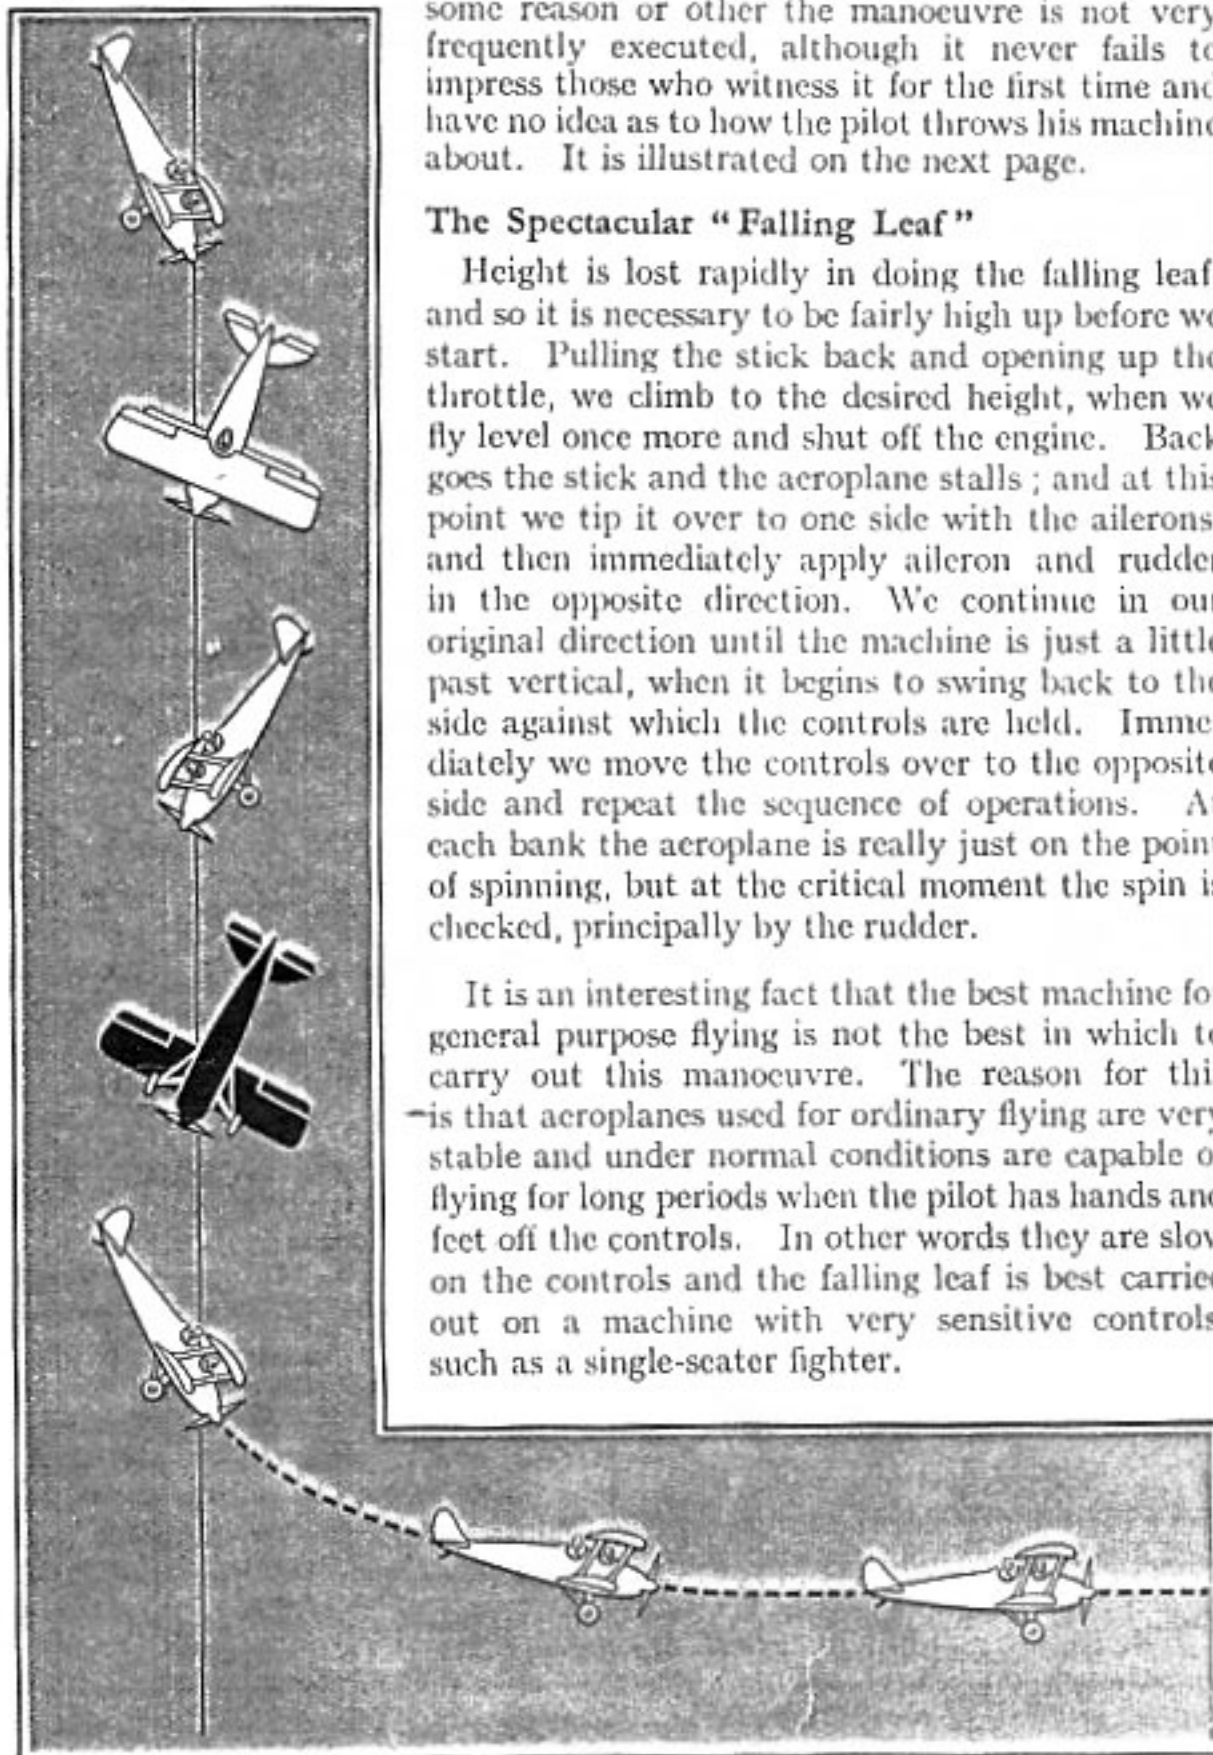 some reason or other the manoeuvre is not very
frequently executed, although it never fails to
impress those who witness it for the first time and
have no idea as to how the pilot throws his machine
about. It is illustrated on the next page.
The Spectacular “Falling Leaf”
Height is lost rapidly in doing the falling leaf
and so it is necessary to be fairly high up before we
start. Pulling the stick back and opening up the
throttle, we climb to the desired height, when we
fly level once more and shut off the engine. Back
goes the stick and the aeroplane stalls ; and at this
point we tip it over to one side with the ailerons
and then immediately apply aileron and rudder
in the opposite direction. We continue in our
original direction until the machine is just a little
past vertical, when it begins to swing back to the
side against which the controls are held. Imme-
diately we move the controls over to the opposite
side and repeat the sequence of operations. At
each bank the aeroplane is really just on the point
of spinning, but at the critical moment the spin is
checked, principally by the rudder.
It is an interesting fact that the best machine for
general purpose flying is not the best in which to
carry out this manoeuvre. The reason for this
is that aeroplanes used for ordinary flying are very
stable and under normal conditions are capable of
flying for long periods when the pilot has hands and
feet off the controls. In other words they are slow
on the controls and the falling leaf is best carried
out on a machine with very sensitive controls
such as a single-seater fighter.